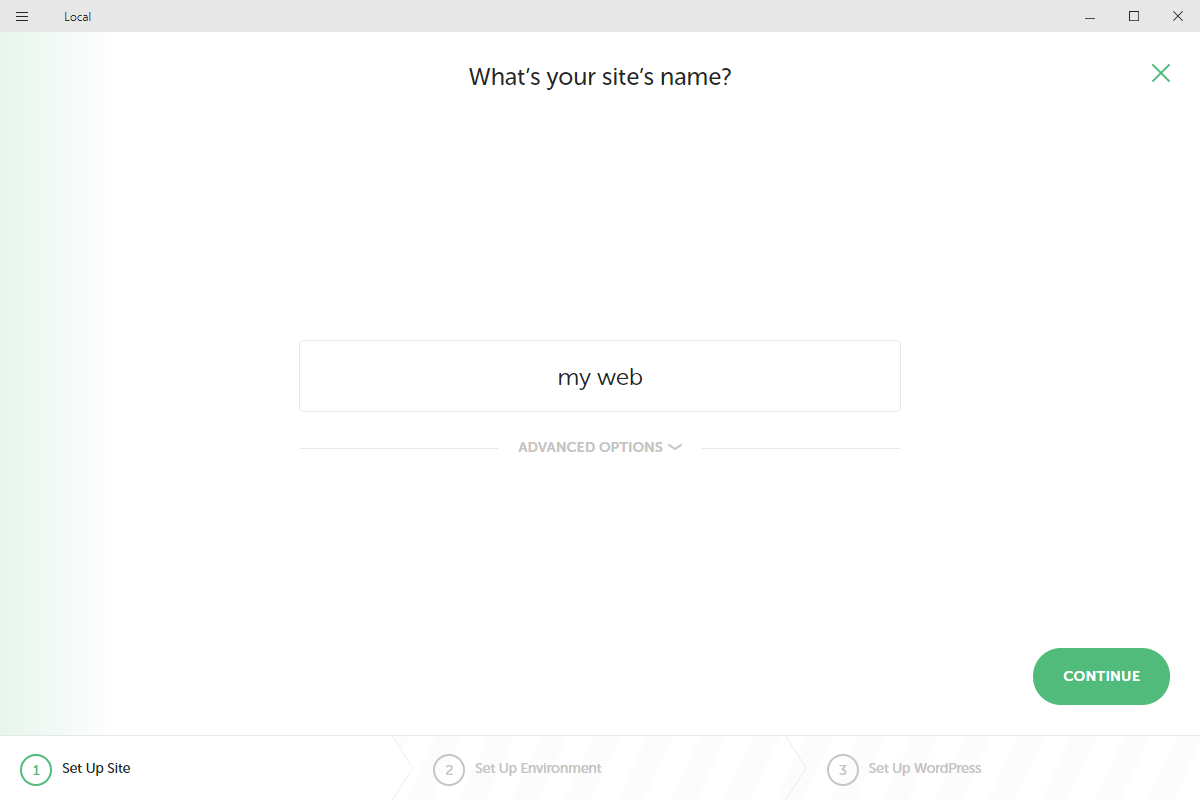 Local
What's your site's name?
my web
ADVANCED OPTIONS
CONTINUE
1 Set Up Site
2 Set Up Environment
3 Set Up WordPress